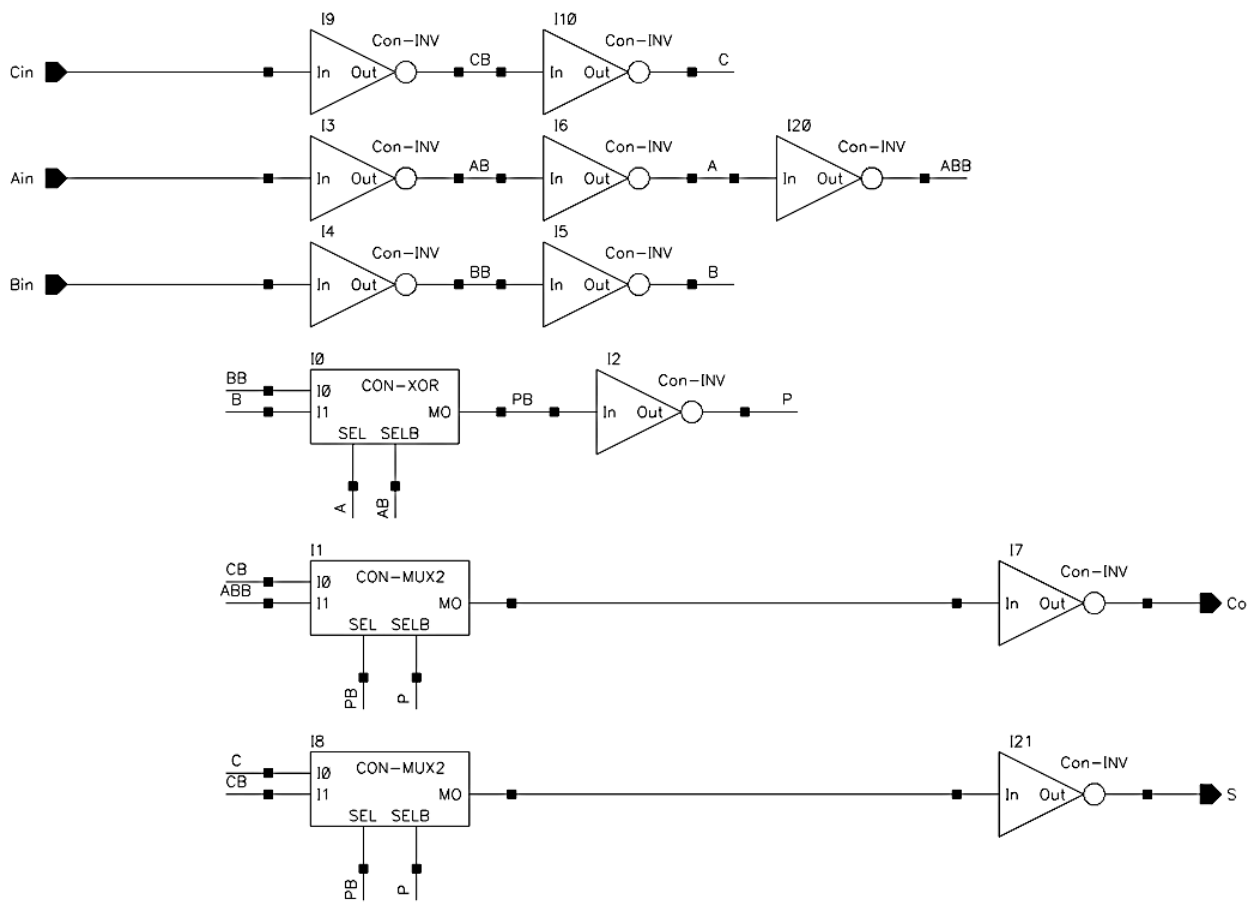 I9 I10
Con-INV Con-INV
Cin In Out CB In Out C
I3 I6 I20
Con-INV Con-INV Con-INV
Ain In Out AB In Out A In Out ABB
I4 I5
Con-INV Con-INV
Bin In Out BB In Out B
I0 I2
BB I0 CON-XOR Con-INV
B I1 MO PB In Out P
SEL SELB
A AB
I1 I7
CB I0 CON-MUX2 Con-INV
ABB I1 MO In Out Co
SEL SELB
PB P
I8 I21
C I0 CON-MUX2 Con-INV
CB I1 MO In Out S
SEL SELB
PB P